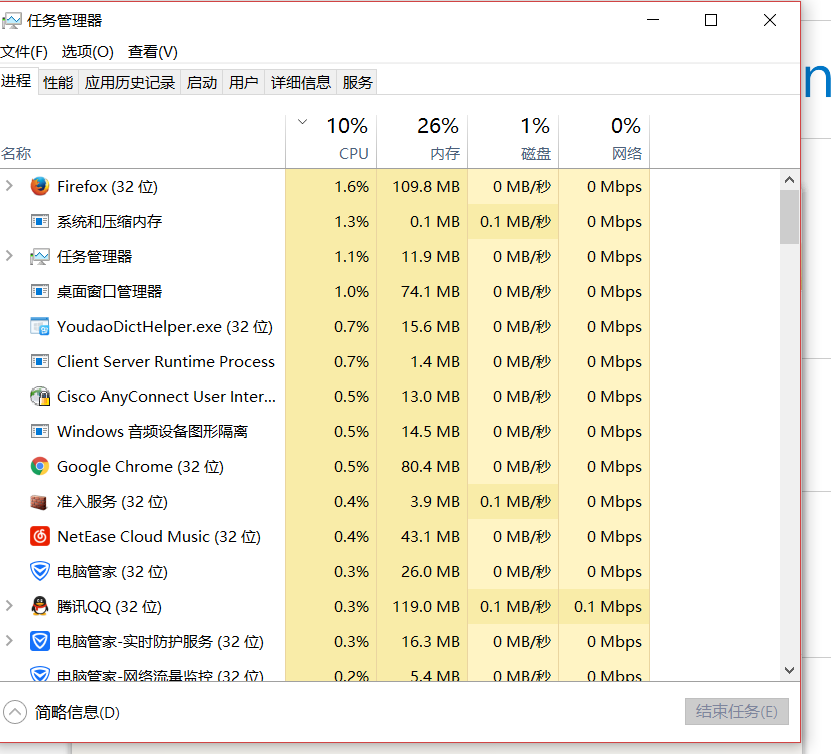 任务管理器
文件(F) 选项(O) 查看(V)
进程 性能 应用历史记录 启动 用户 详细信息 服务
10% 26% 1% 0%
名称 CPU 内存 磁盘 网络
Firefox (32 位) 1.6% 109.8 MB 0 MB/秒 0 Mbps
系统和压缩内存 1.3% 0.1 MB 0.1 MB/秒 0 Mbps
任务管理器 1.1% 11.9 MB 0 MB/秒 0 Mbps
桌面窗口管理器 1.0% 74.1 MB 0 MB/秒 0 Mbps
YoudaoDictHelper.exe (32 位) 0.7% 15.6 MB 0 MB/秒 0 Mbps
Client Server Runtime Process 0.7% 1.4 MB 0 MB/秒 0 Mbps
Cisco AnyConnect User Inter... 0.5% 13.0 MB 0 MB/秒 0 Mbps
Windows 音频设备图形隔离 0.5% 14.5 MB 0 MB/秒 0 Mbps
Google Chrome (32 位) 0.5% 80.4 MB 0 MB/秒 0 Mbps
准入服务 (32 位) 0.4% 3.9 MB 0.1 MB/秒 0 Mbps
NetEase Cloud Music (32 位) 0.4% 43.1 MB 0 MB/秒 0 Mbps
电脑管家 (32 位) 0.3% 26.0 MB 0 MB/秒 0 Mbps
腾讯QQ (32 位) 0.3% 119.0 MB 0.1 MB/秒 0.1 Mbps
电脑管家-实时防护服务 (32 位) 0.3% 16.3 MB 0 MB/秒 0 Mbps
电脑管家-网络流量监控 (32 位) 0.2% 5.4 MB 0 MB/秒 0 Mbps
简略信息(D) 结束任务(E)
n